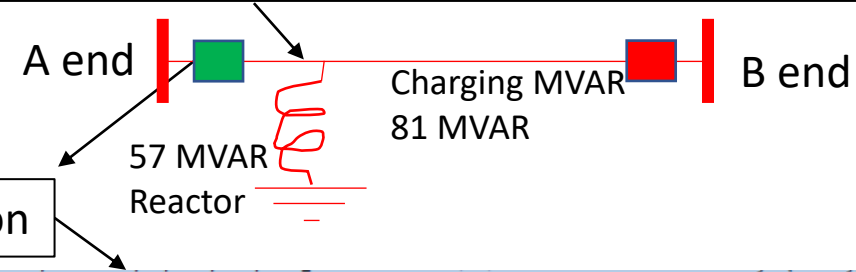 A end
B end
Charging MVAR
81 MVAR
57 MVAR
Reactor
on